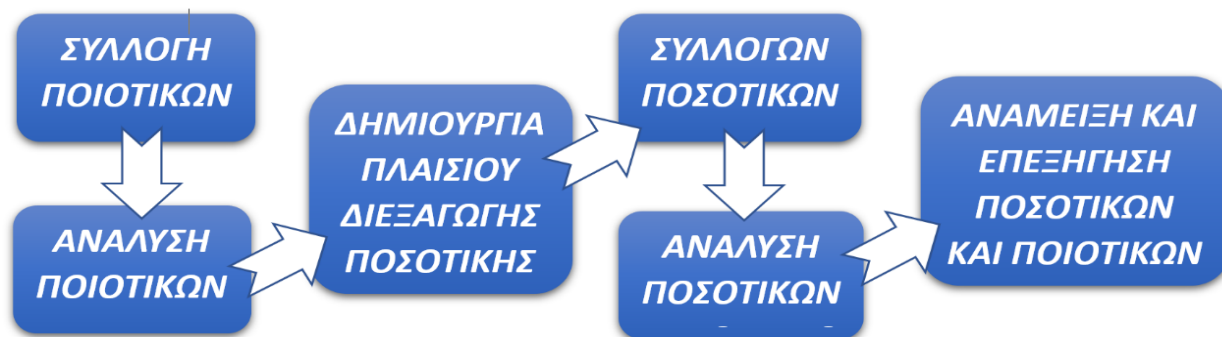 ΣΥΛΛΟΓΗ
ΠΟΙΟΤΙΚΩΝ
ΑΝΑΛΥΣΗ
ΠΟΙΟΤΙΚΩΝ
ΔΗΜΙΟΥΡΓΙΑ
ΠΛΑΙΣΙΟΥ
ΔΙΕΞΑΓΩΓΗΣ
ΠΟΣΟΤΙΚΗΣ
ΣΥΛΛΟΓΩΝ
ΠΟΣΟΤΙΚΩΝ
ΑΝΑΛΥΣΗ
ΠΟΣΟΤΙΚΩΝ
ΑΝΑΜΕΙΞΗ ΚΑΙ
ΕΠΕΞΗΓΗΣΗ
ΠΟΣΟΤΙΚΩΝ
ΚΑΙ ΠΟΙΟΤΙΚΩΝ